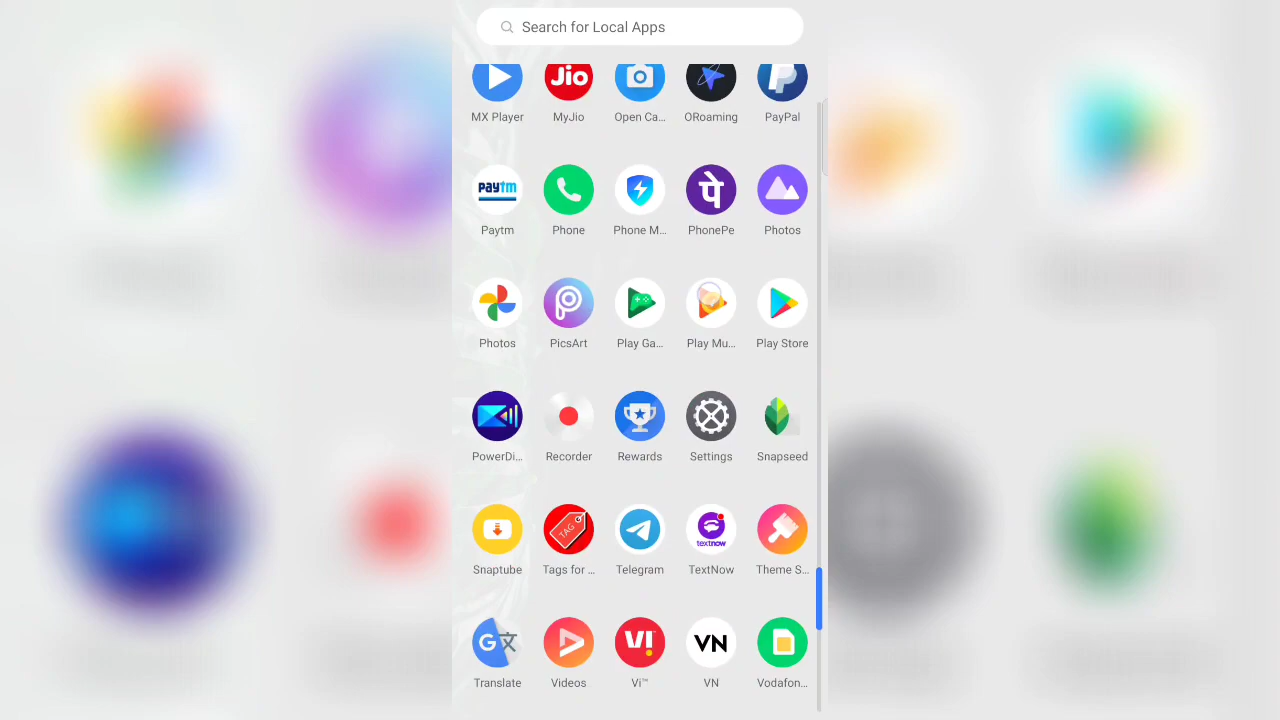 Search for Local Apps
Jio
MX Player
MyJio
Open Ca...
ORoaming
PayPal
paytm
पे
Paytm
Phone
Phone M...
PhonePe
Photos
Photos
PicsArt
Play Ga...
Play Mu...
Play Store
PowerDi...
Recorder
Rewards
Settings
Snapseed
TAG
textnow
Snaptube
Tags for ...
Telegram
TextNow
Theme S...
G文
VI
VN
Translate
Videos
Vi™
VN
Vodafon...